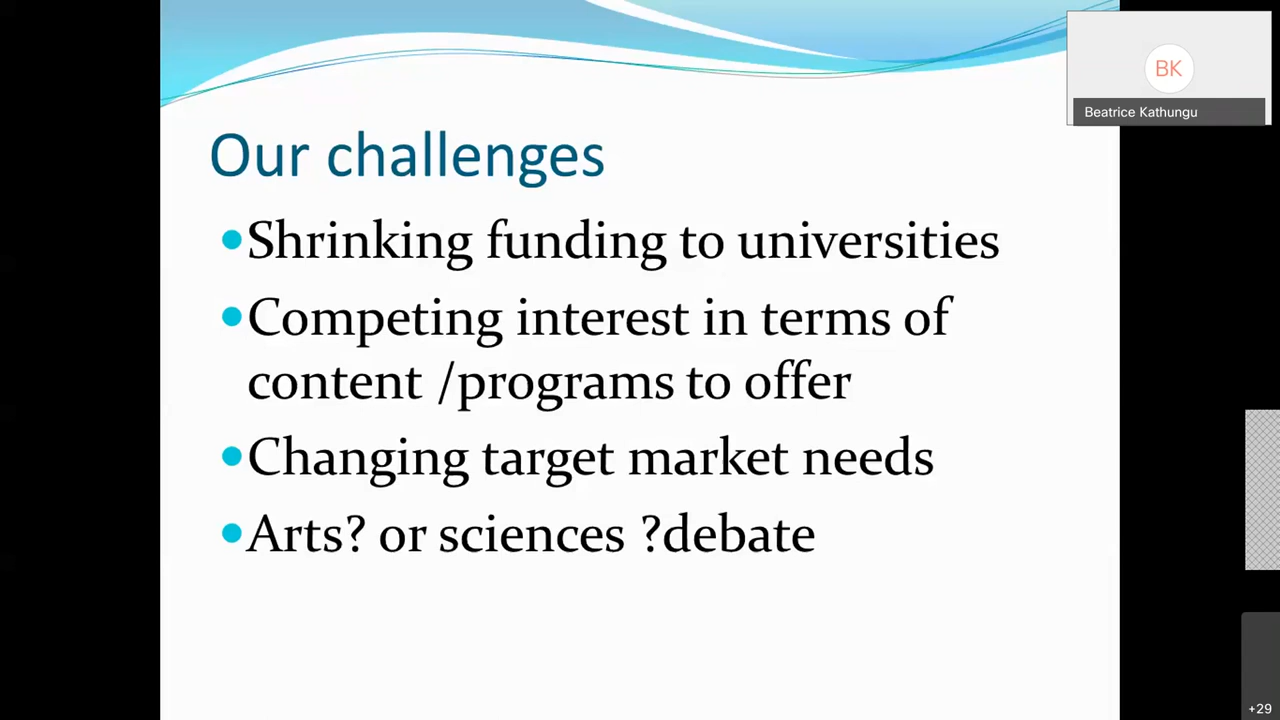 BK
Beatrice Kathungu
Our challenges
•Shrinking funding to universities
•Competing interest in terms of
content /programs to offer
•Changing target market needs
•Arts? or sciences ?debate
+29